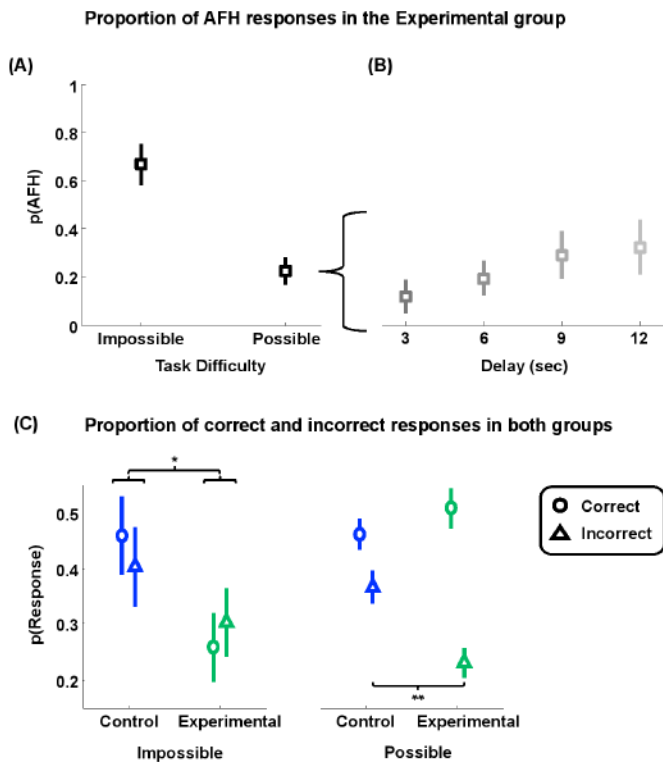 Proportion of AFH responses in the Experimental group
(A)
(B)
1
0.8
0.6
0.4
0.2
0
p(AFH)
Impossible
Possible
Task Difficulty
3
6
9
12
Delay (sec)
(C)
Proportion of correct and incorrect responses in both groups
*
0.5
0.4
0.3
0.2
p(Response)
Correct
Incorrect
**
Control
Experimental
Control
Experimental
Impossible
Possible